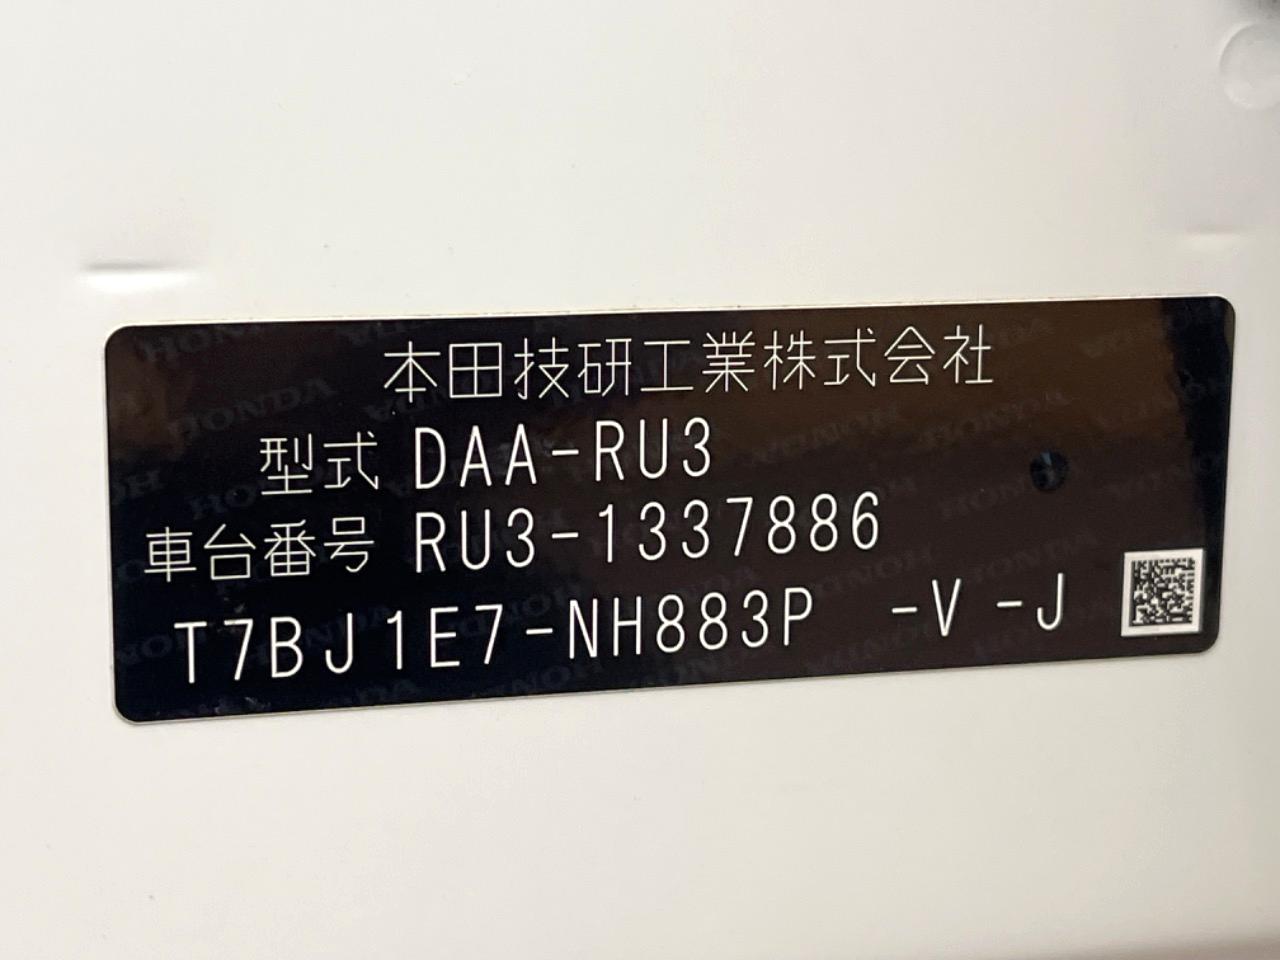 本田技研工業株式会社
型式 DAA-RU3
車台番号 RU3-1337886
T7BJ1E7-NH883P -V -J